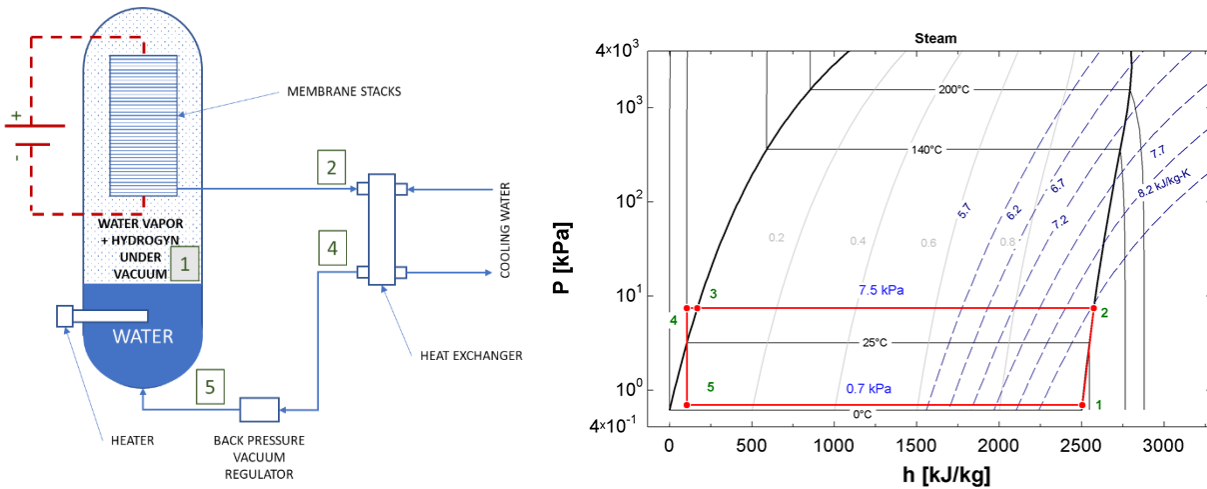 +
-
MEMBRANE STACKS
2
WATER VAPOR
+ HYDROGYN
UNDER
VACUUM
1
4
COOLING WATER
WATER
HEAT EXCHANGER
5
HEATER
BACK PRESSURE
VACUUM
REGULATOR
Steam
4×10³
10³
10²
10¹
10⁰
4×10⁻¹
P [kPa]
200°C
140°C
0.2
0.4
0.6
0.8
5.7
6.2
6.7
7.2
7.7
8.2 kJ/kg-K
3
7.5 kPa
2
4
25°C
5
0.7 kPa
1
0°C
0
500
1000
1500
2000
2500
3000
h [kJ/kg]